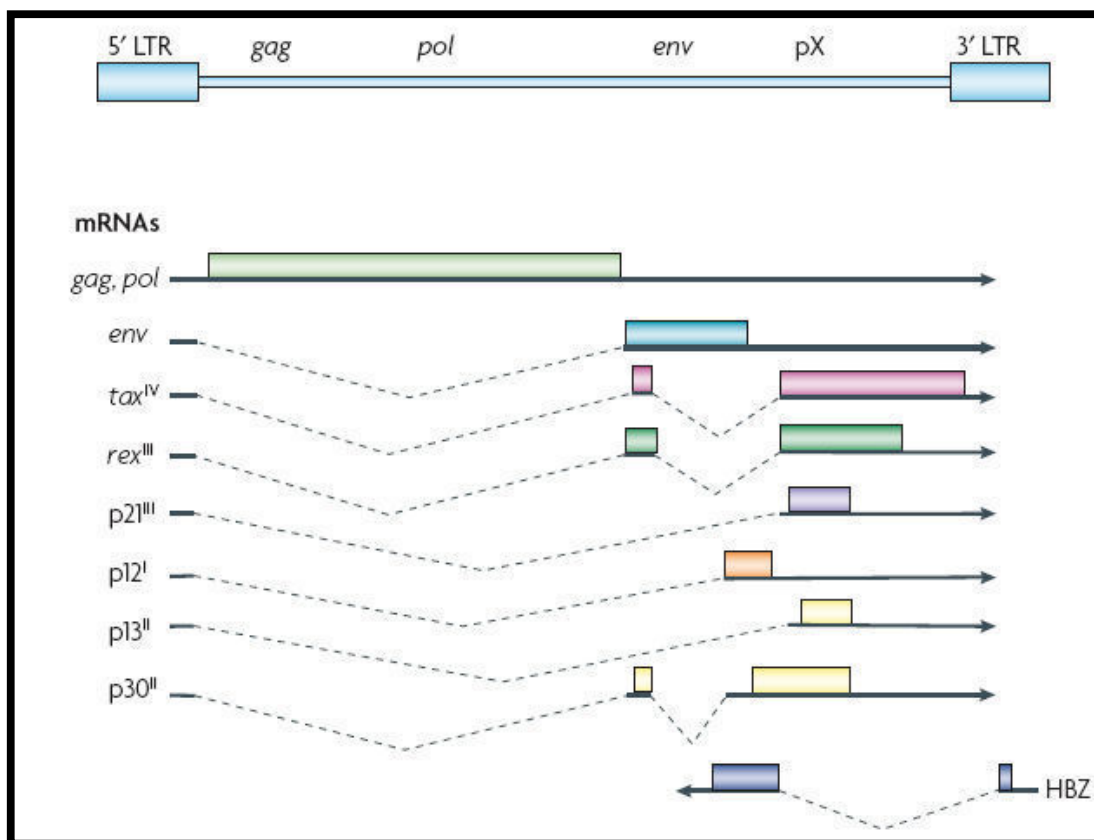 5′ LTR gag pol env pX 3′ LTR
mRNAs
gag, pol
env
taxIV
rexIII
p21III
p12I
p13II
p30II
HBZ